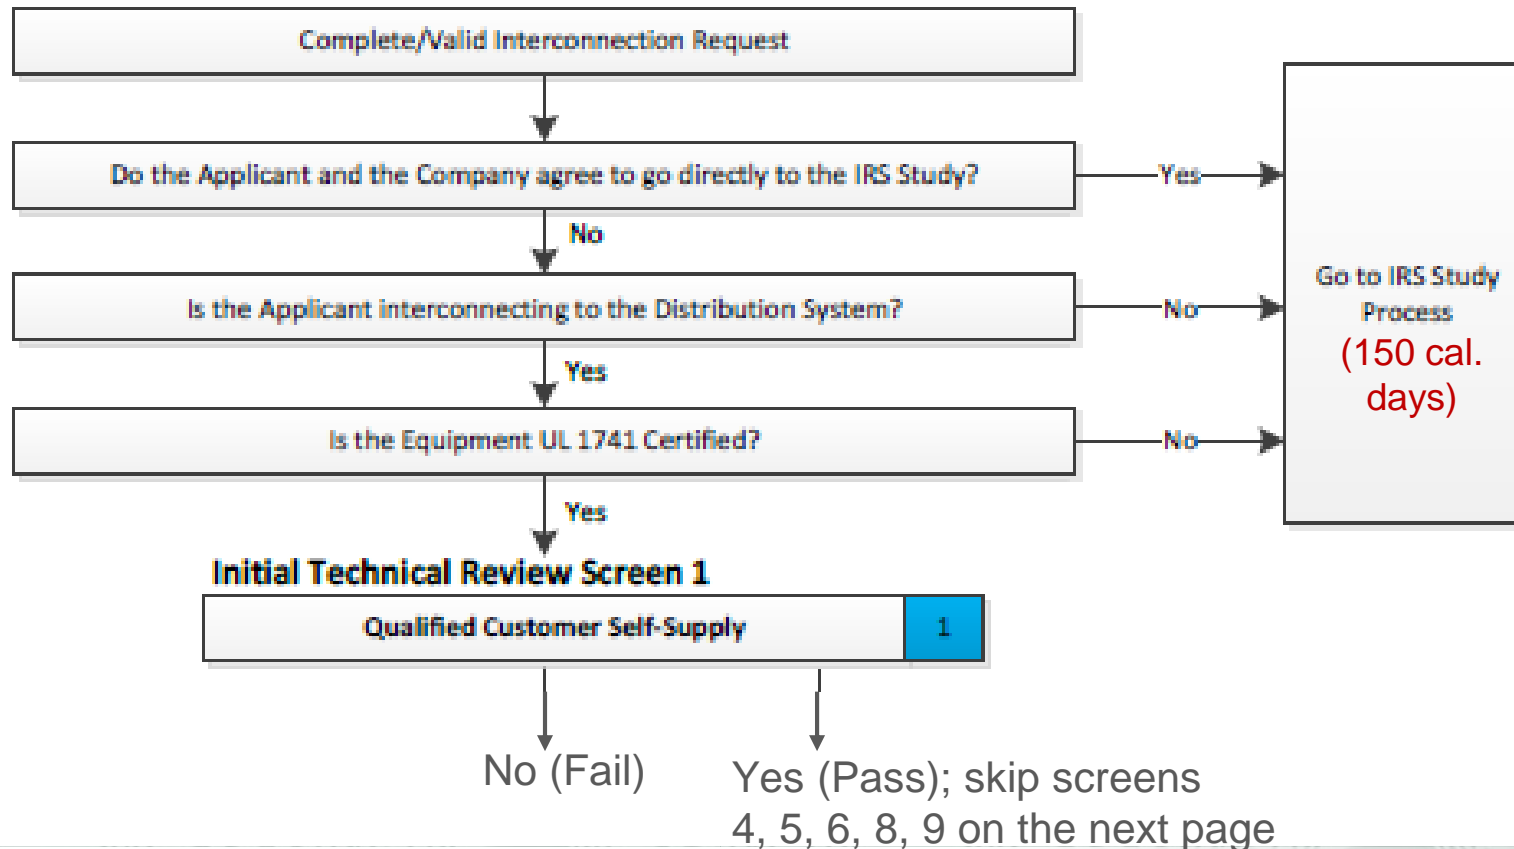 Complete/Valid Interconnection Request
Do the Applicant and the Company agree to go directly to the IRS Study?
Yes
No
Is the Applicant interconnecting to the Distribution System?
No
Yes
Is the Equipment UL 1741 Certified?
No
Yes
Go to IRS Study
Process
(150 cal.
days)
Initial Technical Review Screen 1
Qualified Customer Self-Supply
1
No (Fail)
Yes (Pass); skip screens
4, 5, 6, 8, 9 on the next page